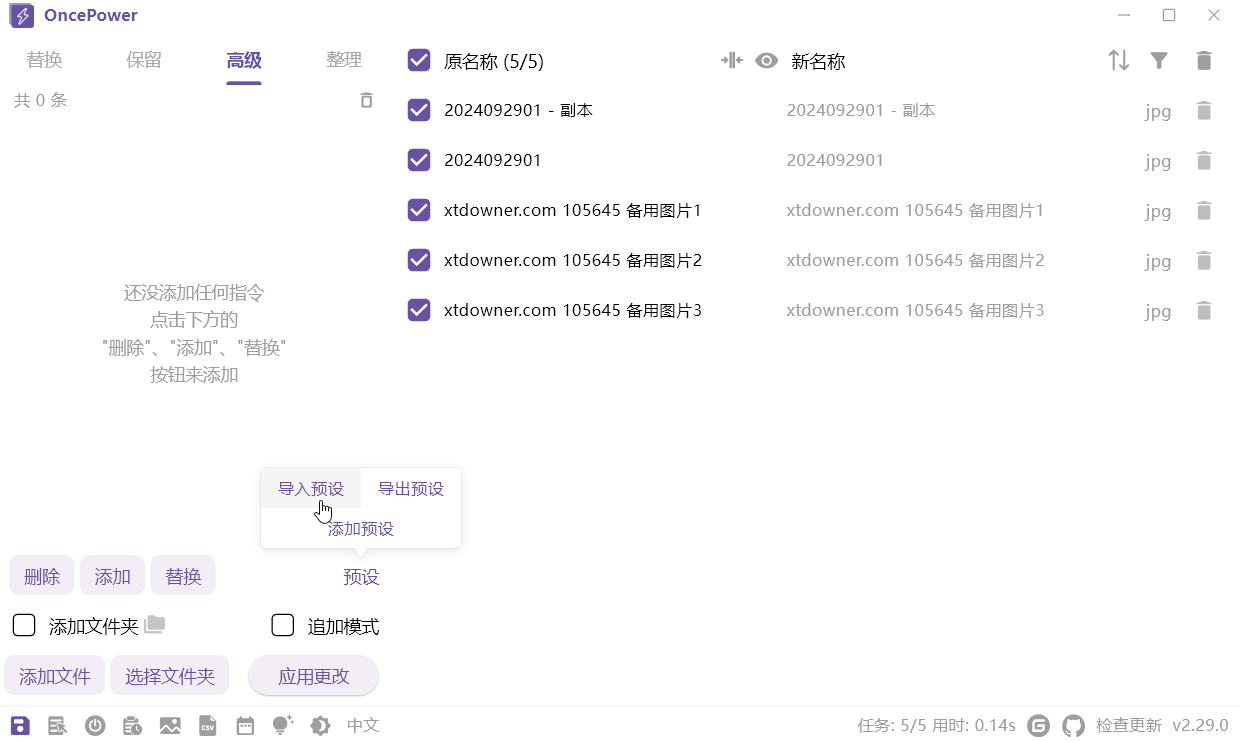 OncePower
替换 保留 高级 整理
共 0 条
还没添加任何指令
点击下方的
"删除"、"添加"、"替换"
按钮来添加
导入预设 导出预设
添加预设
删除 添加 替换 预设
添加文件夹 追加模式
添加文件 选择文件夹 应用更改
原名称 (5/5) 新名称
2024092901 - 副本 2024092901 - 副本 jpg
2024092901 2024092901 jpg
xtdowner.com 105645 备用图片1 xtdowner.com 105645 备用图片1 jpg
xtdowner.com 105645 备用图片2 xtdowner.com 105645 备用图片2 jpg
xtdowner.com 105645 备用图片3 xtdowner.com 105645 备用图片3 jpg
CSV 中文 任务: 5/5 用时: 0.14s G 检查更新 v2.29.0